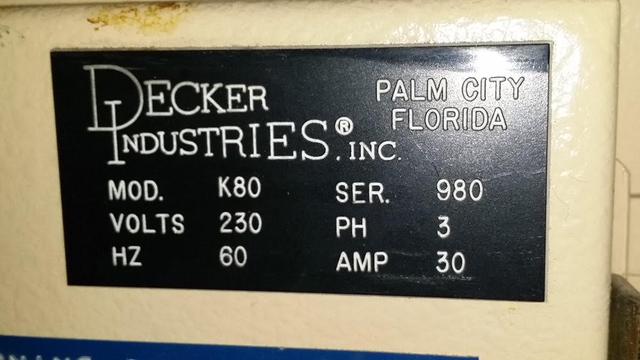 DECKER
INDUSTRIES®, INC.
PALM CITY
FLORIDA
MOD. K80 SER. 980
VOLTS 230 PH 3
HZ 60 AMP 30